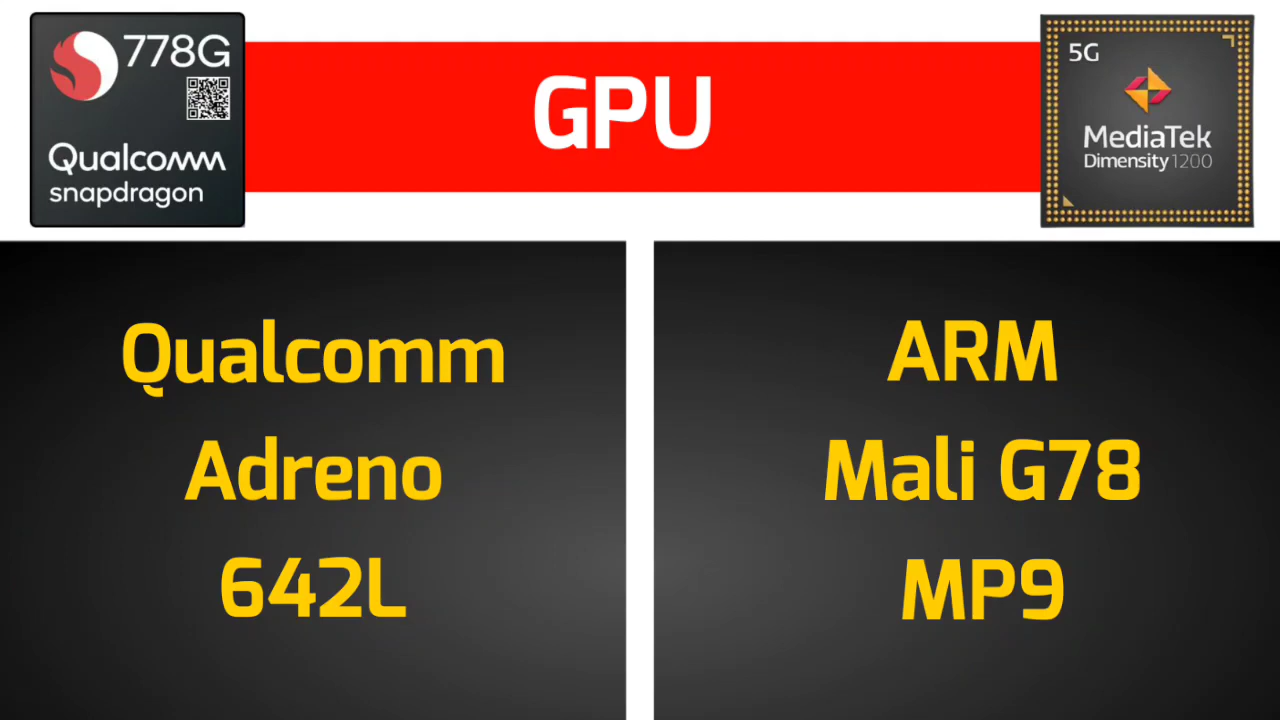 778G
Qualcomm
snapdragon
GPU
5G
MediaTek
Dimensity 1200
Qualcomm
Adreno
642L
ARM
Mali G78
MP9